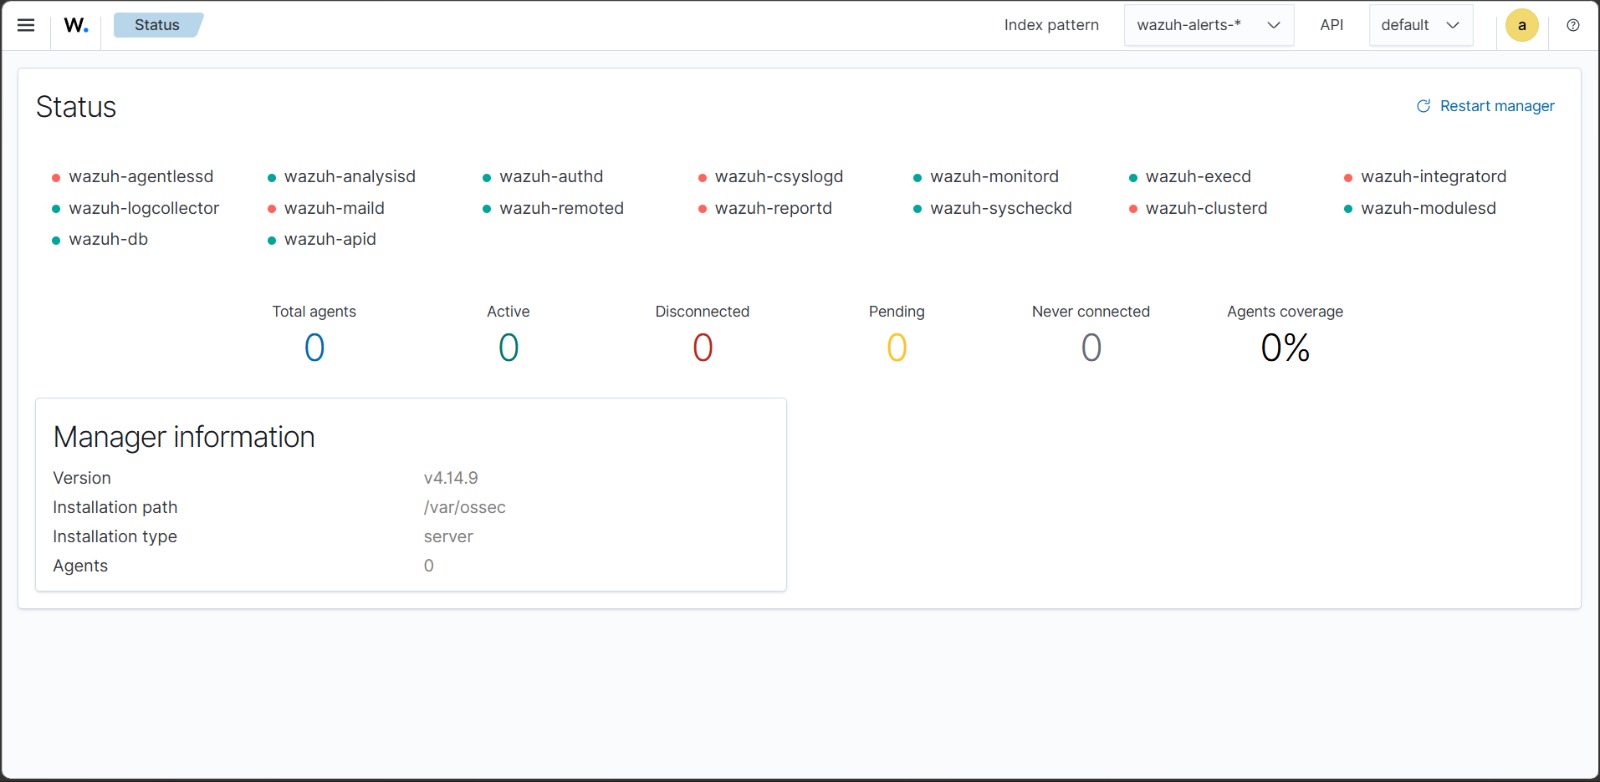 W. Status Index pattern wazuh-alerts-* API default a
Status Restart manager
wazuh-agentlessd wazuh-analysisd wazuh-authd wazuh-csyslogd wazuh-monitord wazuh-execd wazuh-integratord
wazuh-logcollector wazuh-maild wazuh-remoted wazuh-reportd wazuh-syscheckd wazuh-clusterd wazuh-modulesd
wazuh-db wazuh-apid
Total agents Active Disconnected Pending Never connected Agents coverage
0 0 0 0 0 0%
Manager information
Version v4.14.9
Installation path /var/ossec
Installation type server
Agents 0